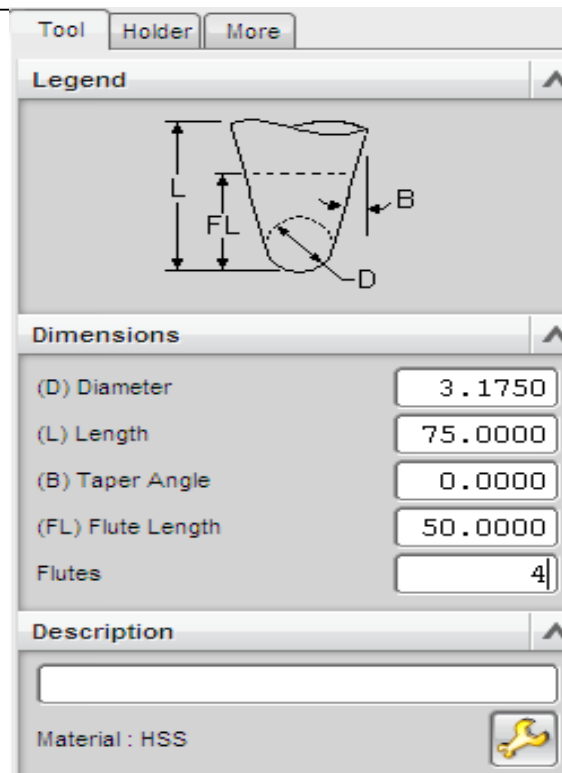 Tool Holder More
Legend
L
FL
B
D
Dimensions
(D) Diameter 3.1750
(L) Length 75.0000
(B) Taper Angle 0.0000
(FL) Flute Length 50.0000
Flutes 4
Description
Material : HSS